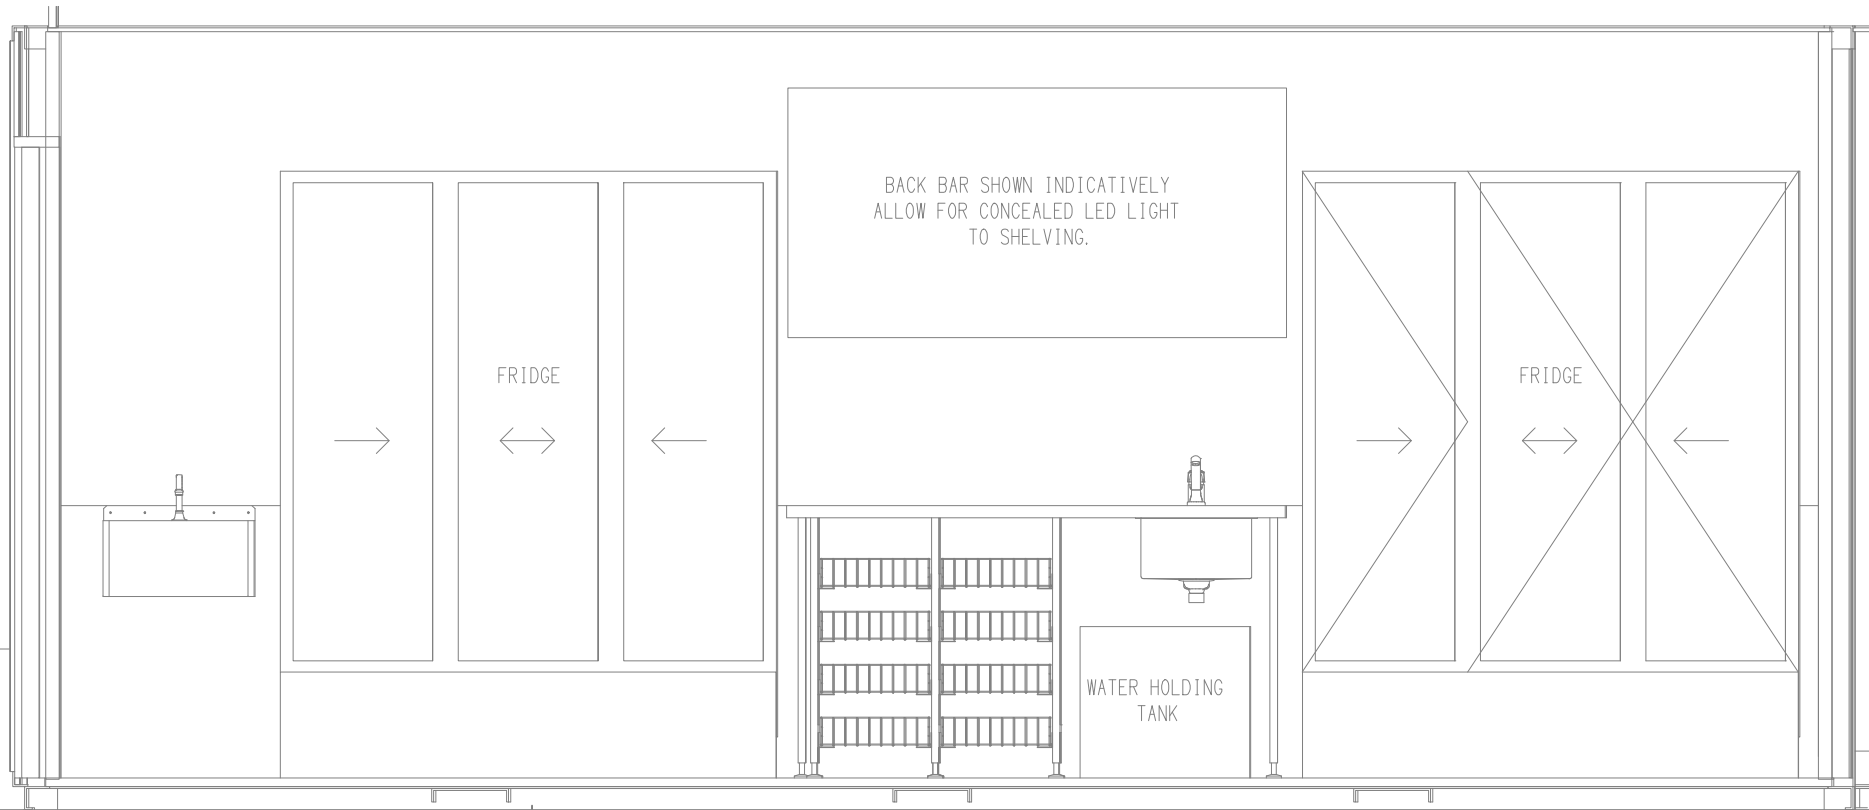 BACK BAR SHOWN INDICATIVELY
ALLOW FOR CONCEALED LED LIGHT
TO SHELVING.
FRIDGE
FRIDGE
WATER HOLDING
TANK